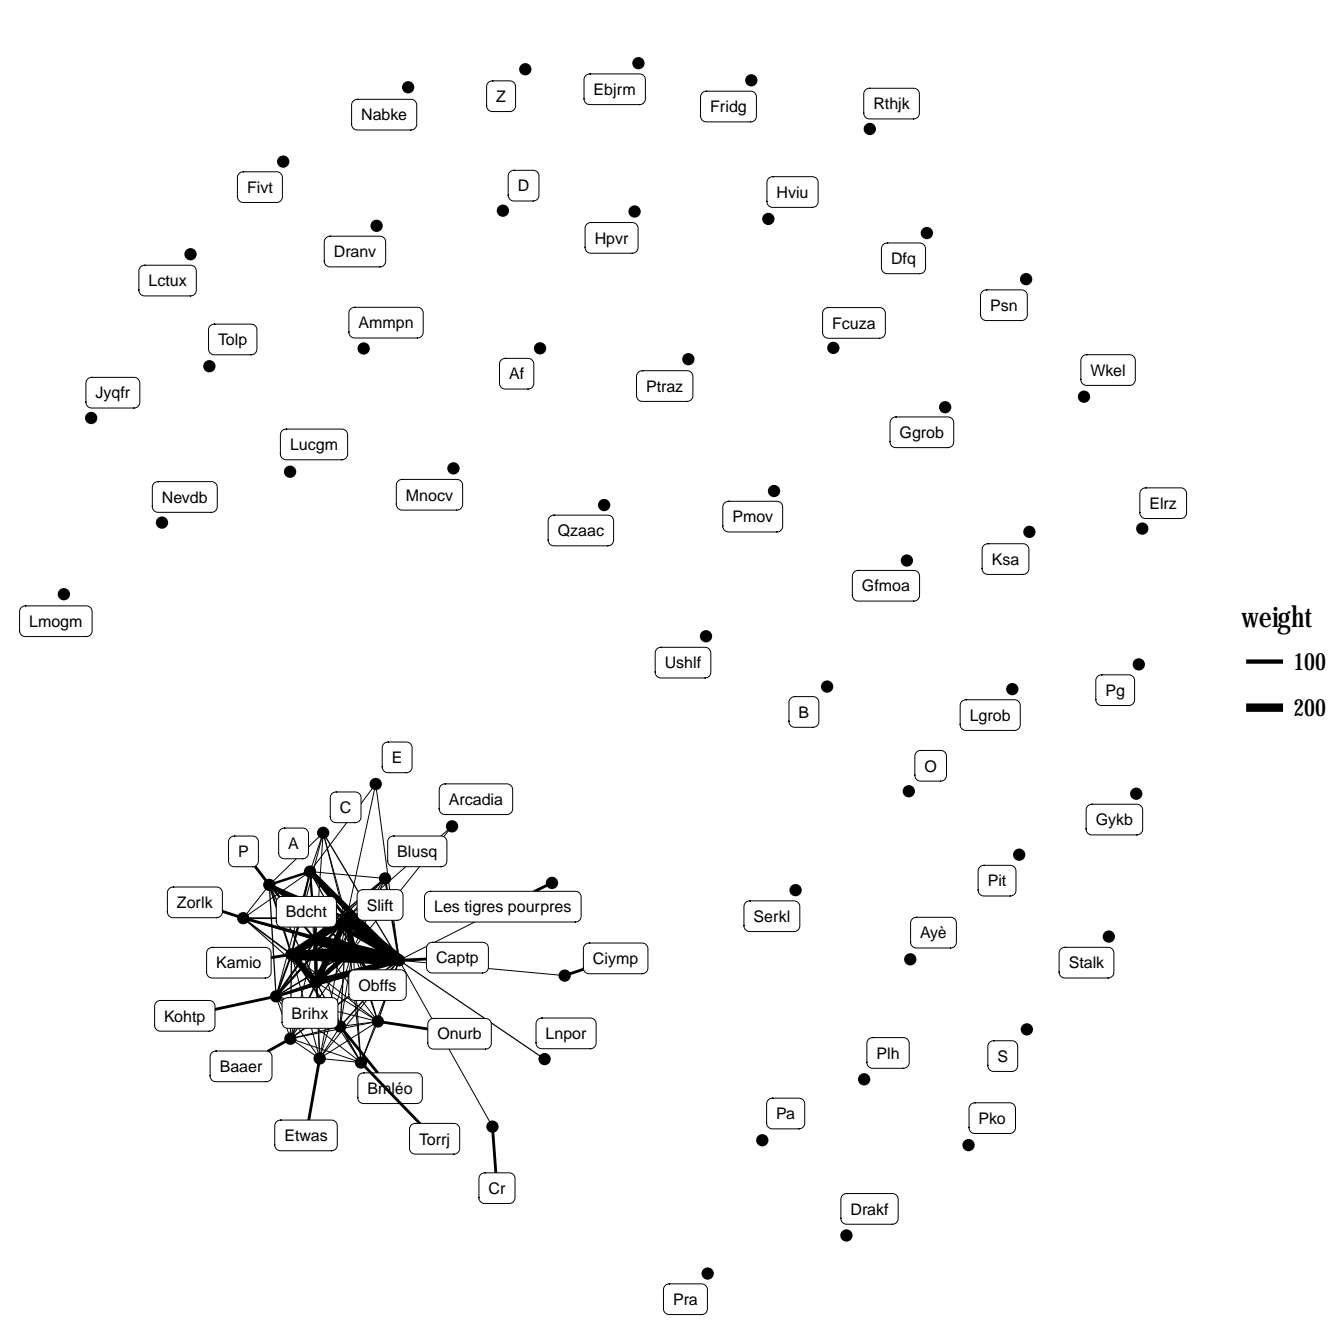 Z
Ebjrm
Fridg
Rthjk
Nabke
Fivt
D
Hviu
Hpvr
Dranv
Dfq
Lctux
Psn
Ammpn
Fcuza
Tolp
Af
Ptraz
Wkel
Jyqfr
Ggrob
Lucgm
Mnocv
Nevdb
Elrz
Pmov
Qzaac
Ksa
Gfmoa
Lmogm
weight
100
200
Ushlf
Pg
B
Lgrob
E
O
Arcadia
C
Gykb
A
P
Blusq
Pit
Zorlk
Slift
Les tigres pourpres
Bdcht
Serkl
Ayè
Captp
Ciymp
Kamio
Stalk
Obffs
Brihx
Kohtp
Onurb
Lnpor
Plh
S
Baaer
Bmléo
Pa
Pko
Etwas
Torrj
Cr
Drakf
Pra